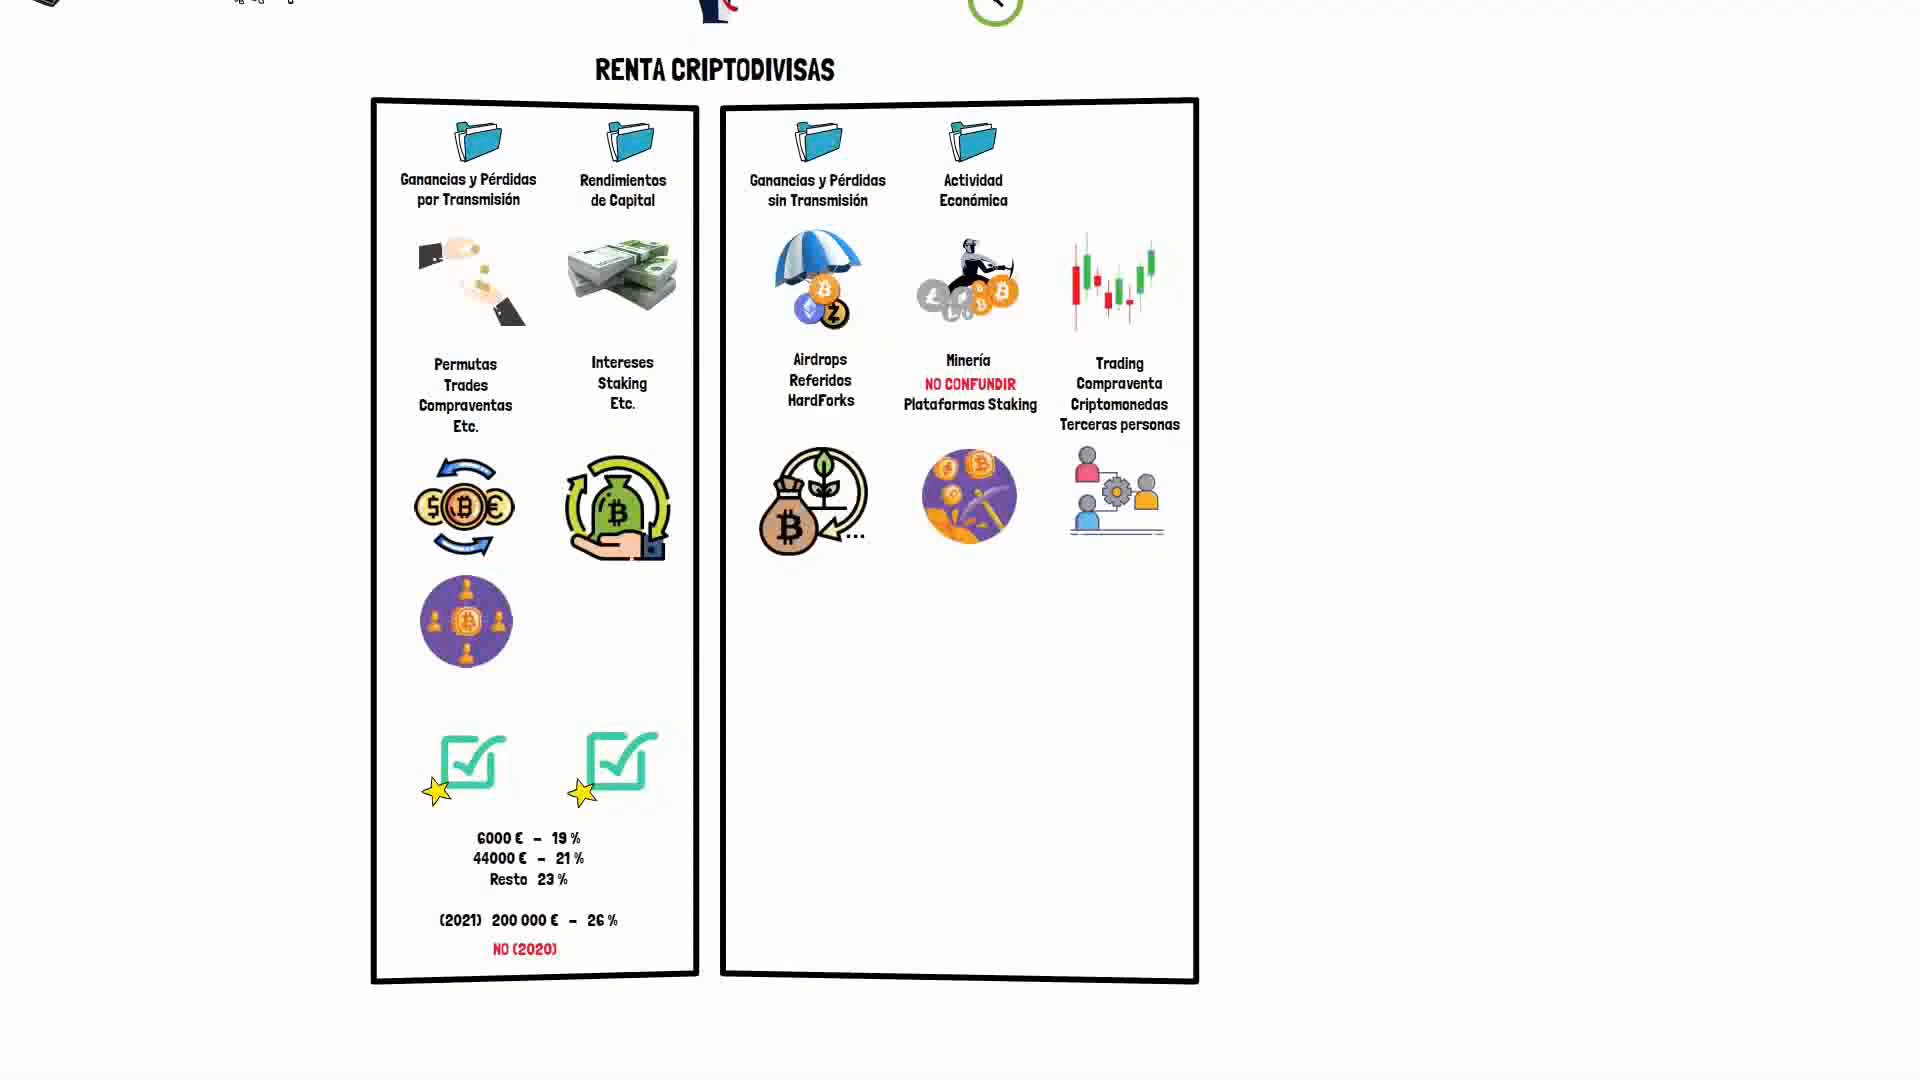 RENTA CRIPTODIVISAS
Ganancias y Pérdidas
por Transmisión
Rendimientos
de Capital
Permutas
Trades
Compraventas
Etc.
Intereses
Staking
Etc.
6000 € - 19 %
44000 € - 21 %
Resto 23 %
(2021) 200 000 € - 26 %
NO (2020)
Ganancias y Pérdidas
sin Transmisión
Actividad
Económica
Airdrops
Referidos
HardForks
Minería
NO CONFUNDIR
Plataformas Staking
Trading
Compraventa
Criptomonedas
Terceras personas